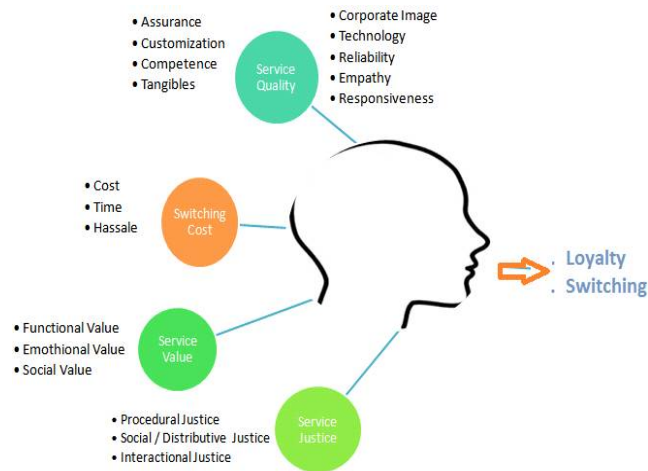 • Assurance
• Customization
• Competence
• Tangibles
Service
Quality
• Corporate Image
• Technology
• Reliability
• Empathy
• Responsiveness
• Cost
• Time
• Hassale
Switching
Cost
. Loyalty
. Switching
• Functional Value
• Emothional Value
• Social Value
Service
Value
• Procedural Justice
• Social / Distributive Justice
• Interactional Justice
Service
Justice